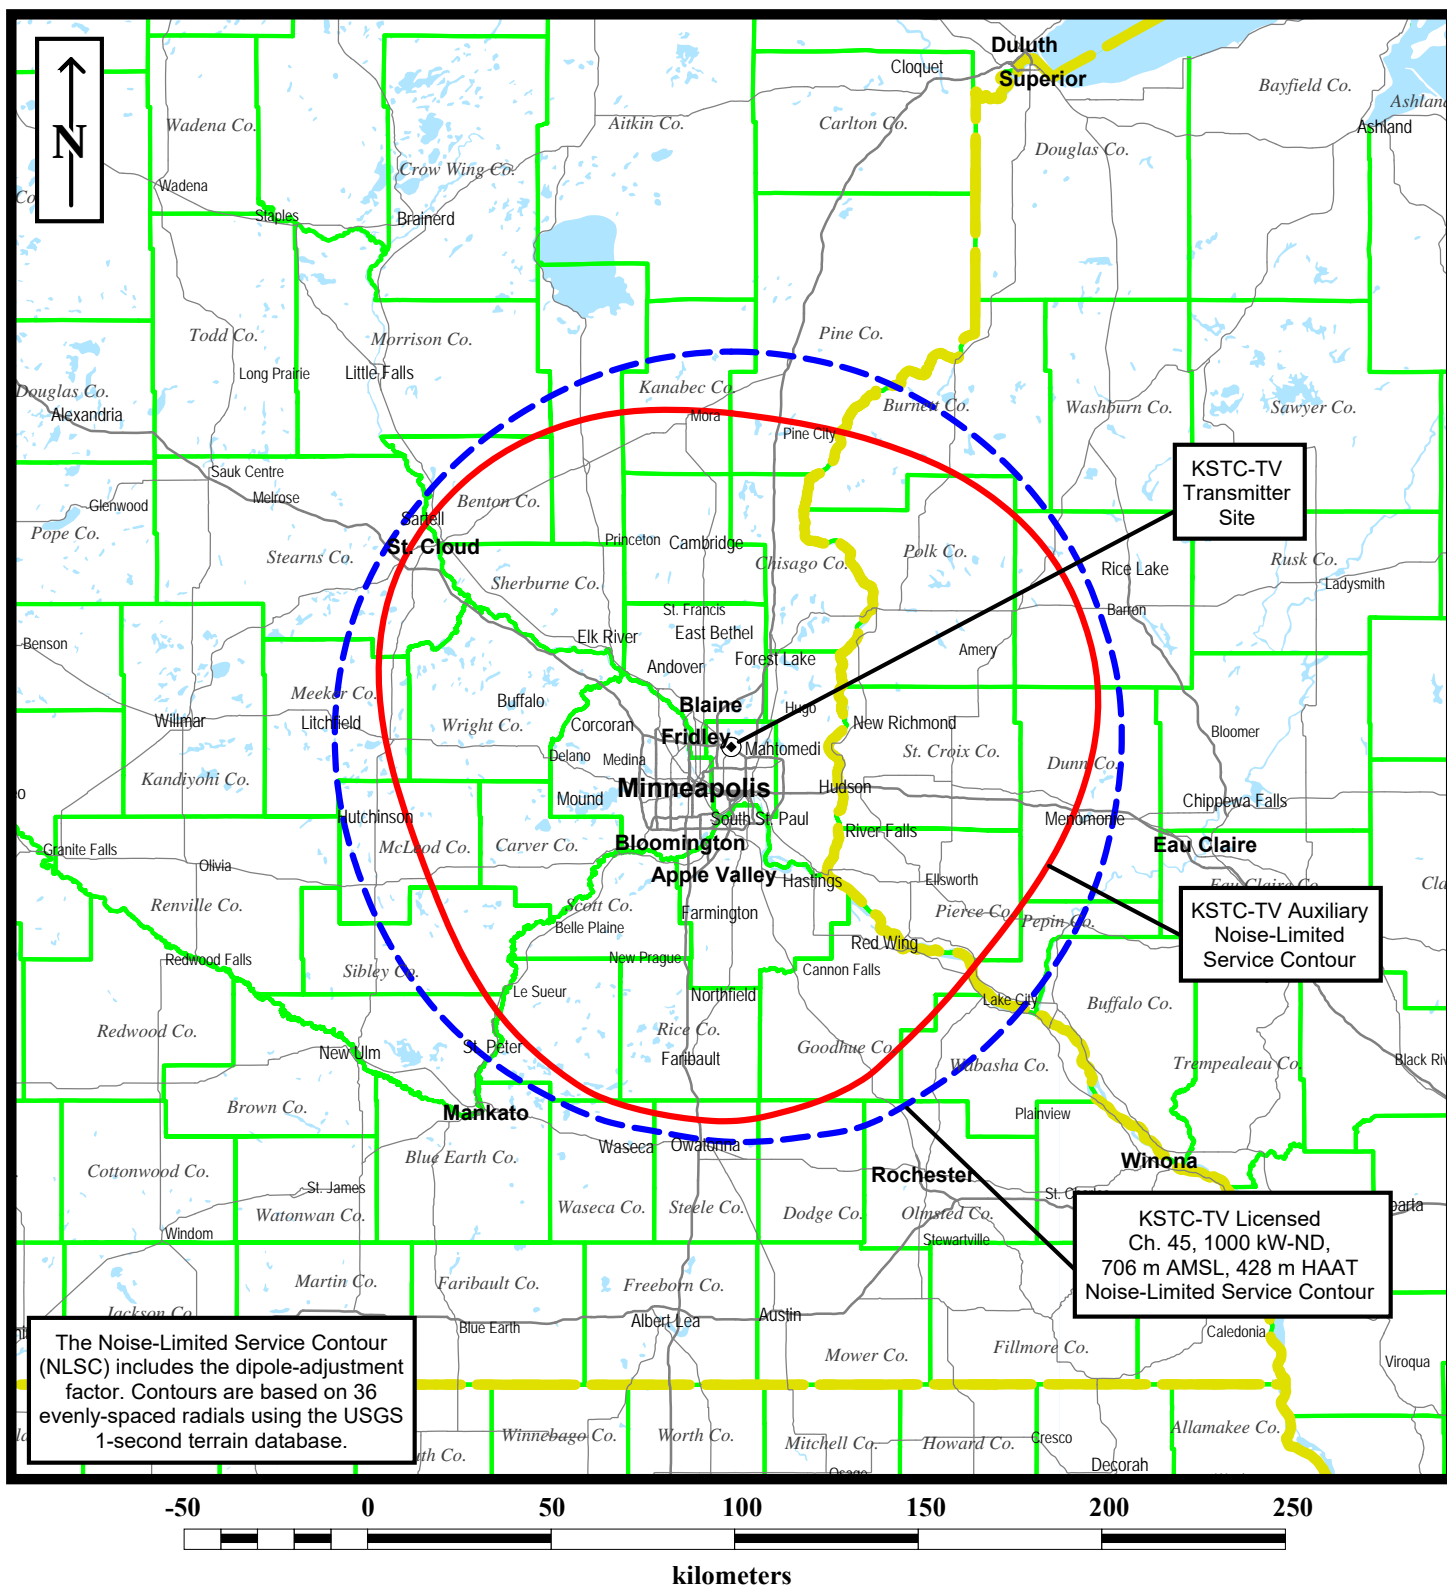 Duluth
Cloquet
Superior
Bayfield Co.
Ashland
Wadena Co.
Aitkin Co.
Carlton Co.
Ashland
N
Crow Wing Co.
Douglas Co.
Wadena
Co.
Staples
Brainerd
Todd Co.
Morrison Co.
Pine Co.
Long Prairie
Little Falls
Kanabec Co.
Douglas Co.
Alexandria
Mora
Burnett Co.
Washburn Co.
Sawyer Co.
Pine City
Sauk Centre
Melrose
Glenwood
Benton Co.
KSTC-TV
Transmitter
Site
Pope Co.
Sartell
St. Cloud
Stearns Co.
Princeton
Cambridge
Chisago Co.
Polk Co.
Rusk Co.
Rice Lake
Ladysmith
Sherburne Co.
St. Francis
Barron
East Bethel
Elk River
Benson
Amery
Andover
Forest Lake
Meeker Co.
Buffalo
Blaine
Hugo
Willmar
Litchfield
Wright Co.
Corcoran
New Richmond
Bloomer
Fridley
Mahtomedi
St. Croix Co.
Delano
Medina
Dunn Co.
Kandiyohi Co.
Minneapolis
Hudson
Mound
Chippewa Falls
Hutchinson
South St. Paul
Menomonie
River Falls
Granite Falls
McLeod Co.
Carver Co.
Bloomington
Eau Claire
Olivia
Apple Valley
Hastings
Ellsworth
Eau Claire Co.
Renville Co.
Scott Co.
Farmington
Pierce Co.
Pepin Co.
KSTC-TV Auxiliary
Noise-Limited
Service Contour
Belle Plaine
Red Wing
Redwood Falls
New Prague
Cannon Falls
Sibley Co.
Le Sueur
Northfield
Lake City
Buffalo Co.
Redwood Co.
Rice Co.
New Ulm
St. Peter
Faribault
Goodhue Co.
Wabasha Co.
Trempealeau Co.
Brown Co.
Mankato
Plainview
Waseca
Owatonna
Blue Earth Co.
Cottonwood Co.
Winona
Rochester
St. James
Watonwan Co.
Waseca Co.
Steele Co.
Dodge Co.
Olmsted Co.
Windom
Stewartville
KSTC-TV Licensed
Ch. 45, 1000 kW-ND,
706 m AMSL, 428 m HAAT
Noise-Limited Service Contour
Martin Co.
Faribault Co.
Freeborn Co.
Jackson Co.
Blue Earth
Albert Lea
Austin
Caledonia
Fillmore Co.
Mower Co.
Viroqua
The Noise-Limited Service Contour
(NLSC) includes the dipole-adjustment
factor. Contours are based on 36
evenly-spaced radials using the USGS
1-second terrain database.
Winnebago Co.
Worth Co.
Mitchell Co.
Howard Co.
Cresco
Allamakee Co.
Decorah
-50 0 50 100 150 200 250
kilometers